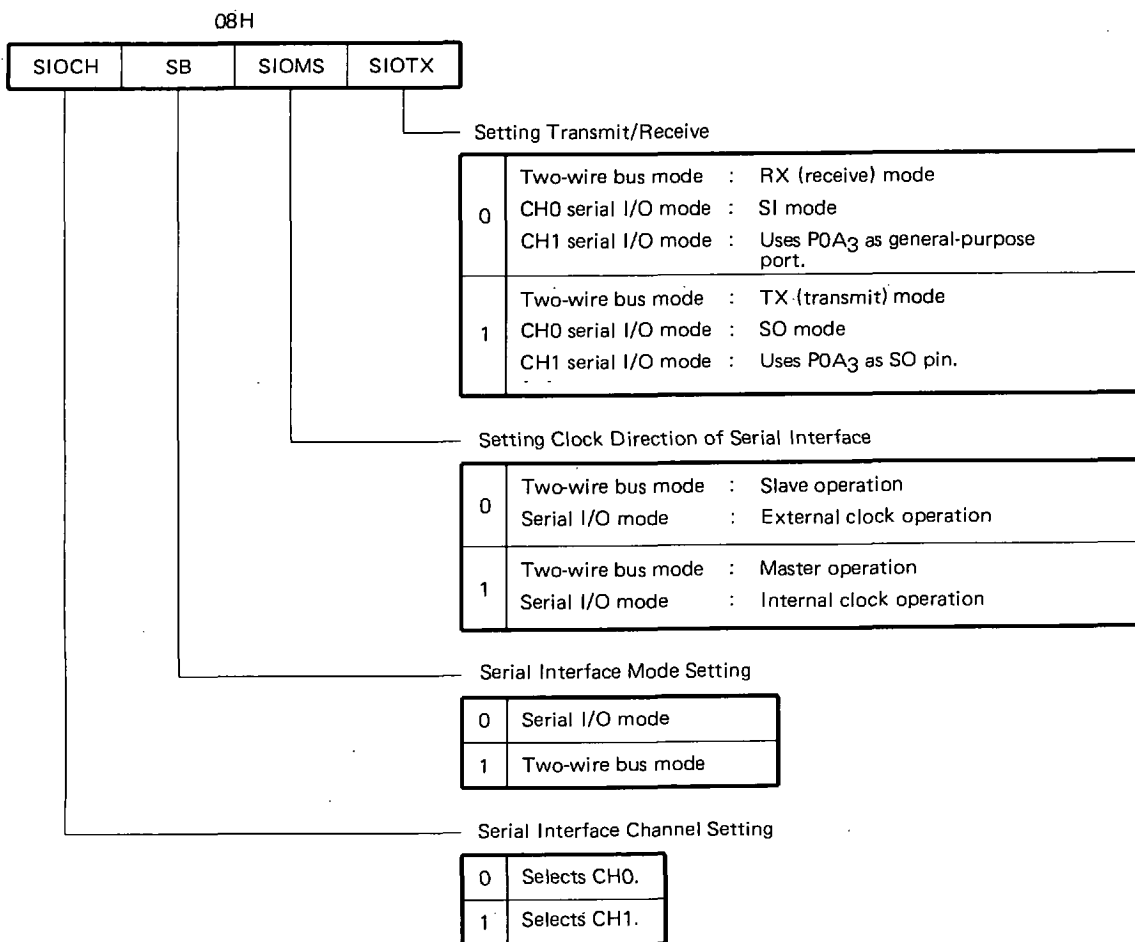 08H
SIOCH SB SIOMS SIOTX
Setting Transmit/Receive
0
Two-wire bus mode : RX (receive) mode
CH0 serial I/O mode : SI mode
CH1 serial I/O mode : Uses P0A3 as general-purpose
port.
1
Two-wire bus mode : TX (transmit) mode
CH0 serial I/O mode : SO mode
CH1 serial I/O mode : Uses P0A3 as SO pin.
Setting Clock Direction of Serial Interface
0
Two-wire bus mode : Slave operation
Serial I/O mode : External clock operation
1
Two-wire bus mode : Master operation
Serial I/O mode : Internal clock operation
Serial Interface Mode Setting
0 Serial I/O mode
1 Two-wire bus mode
Serial Interface Channel Setting
0 Selects CH0.
1 Selects CH1.